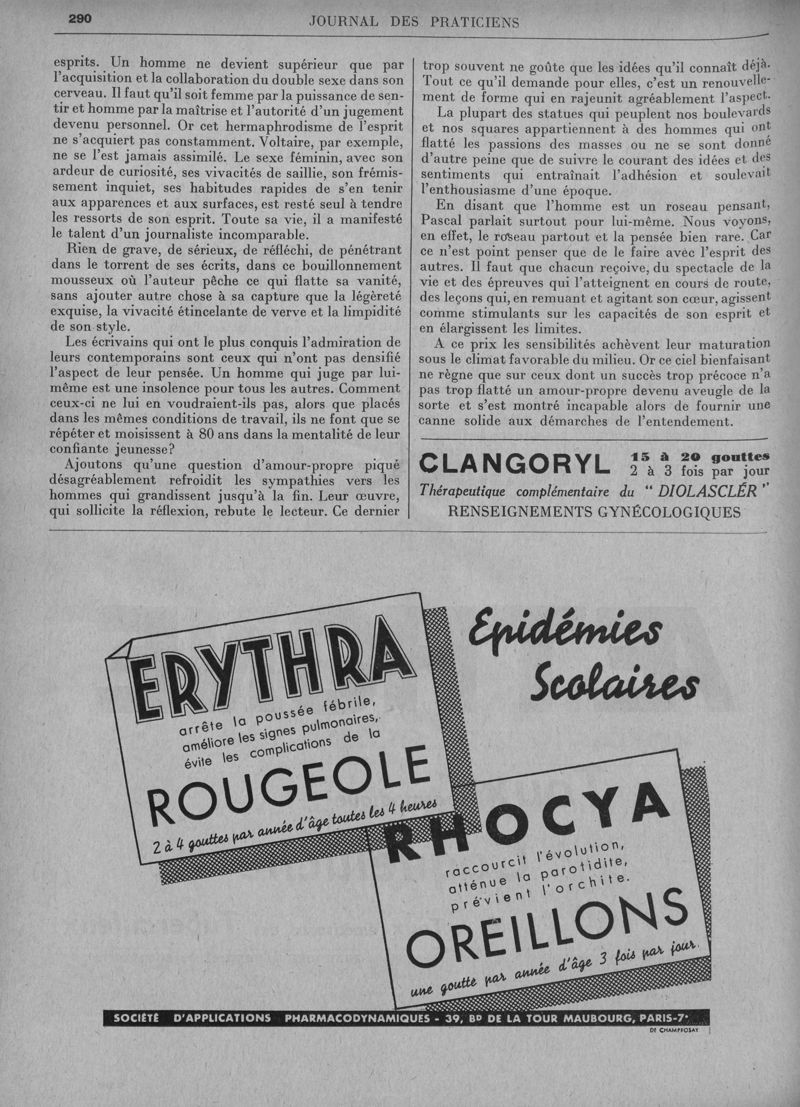 290
JOURNAL DES PRATICIENS
esprits. Un homme ne devient supérieur que par
l'acquisition et la collaboration du double sexe dans son
cerveau. Il faut qu'il soit femme par la puissance de sen-
tir et homme par la maîtrise et l'autorité d'un jugement
devenu personnel. Or cet hermaphrodisme de l'esprit
ne s'acquiert pas constamment. Voltaire, par exemple,
ne se l'est jamais assimilé. Le sexe féminin, avec son
ardeur de curiosité, ses vivacités de saillie, son frémis-
sement inquiet, ses habitudes rapides de s'en tenir
aux apparences et aux surfaces, est resté seul à tendre
les ressorts de son esprit. Toute sa vie, il a manifesté
le talent d'un journaliste incomparable.
Rien de grave, de sérieux, de réfléchi, de pénétrant
dans le torrent de ses écrits, dans ce bouillonnement
mousseux où l'auteur pêche ce qui flatte sa vanité,
sans ajouter autre chose à sa capture que la légèreté
exquise, la vivacité étincelante de verve et la limpidité
de son style.
Les écrivains qui ont le plus conquis l'admiration de
leurs contemporains sont ceux qui n'ont pas densifié
l'aspect de leur pensée. Un homme qui juge par lui-
même est une insolence pour tous les autres. Comment
ceux-ci ne lui en voudraient-ils pas, alors que placés
dans les mêmes conditions de travail, ils ne font que se
répéter et moisissent à 80 ans dans la mentalité de leur
confiante jeunesse?
Ajoutons qu'une question d'amour-propre piqué
désagréablement refroidit les sympathies vers les
hommes qui grandissent jusqu'à la fin. Leur œuvre,
qui sollicite la réflexion, rebute le lecteur. Ce dernier
trop souvent ne goûte que les idées qu'il connaît déjà.
Tout ce qu'il demande pour elles, c'est un renouvelle-
ment de forme qui en rajeunit agréablement l'aspect.
La plupart des statues qui peuplent nos boulevards
et nos squares appartiennent à des hommes qui ont
flatté les passions des masses ou ne se sont donné
d'autre peine que de suivre le courant des idées et des
sentiments qui entraînait l'adhésion et soulevait
l'enthousiasme d'une époque.
En disant que l'homme est un roseau pensant,
Pascal parlait surtout pour lui-même. Nous voyons,
en effet, le roseau partout et la pensée bien rare. Car
ce n'est point penser que de le faire avec l'esprit des
autres. Il faut que chacun reçoive, du spectacle de la
vie et des épreuves qui l'atteignent en cours de route,
des leçons qui, en remuant et agitant son cœur, agissent
comme stimulants sur les capacités de son esprit et
en élargissent les limites.
A ce prix les sensibilités achèvent leur maturation
sous le climat favorable du milieu. Or ce ciel bienfaisant
ne règne que sur ceux dont un succès trop précoce n'a
pas trop flatté un amour-propre devenu aveugle de la
sorte et s'est montré incapable alors de fournir une
canne solide aux démarches de l'entendement.
CLANGORYL 15 à 20 gouttes
2 à 3 fois par jour
Thérapeutique complémentaire du " DIOLASCLÉR "
RENSEIGNEMENTS GYNÉCOLOGIQUES
Epidémies
Scolaires
ERYTHRA
arrête la poussée fébrile,
améliore les signes pulmonaires,
évite les complications de la
ROUGEOLE
2 à 4 gouttes par année d'âge toutes les 4 heures
RHOCYA
raccourcit l'évolution,
atténue la parotidite,
prévient l'orchite.
OREILLONS
une goutte par année d'âge 3 fois par jour.
SOCIÉTÉ D'APPLICATIONS PHARMACODYNAMIQUES - 39, BD DE LA TOUR MAUBOURG, PARIS-7e
DE CHAMPROSAY